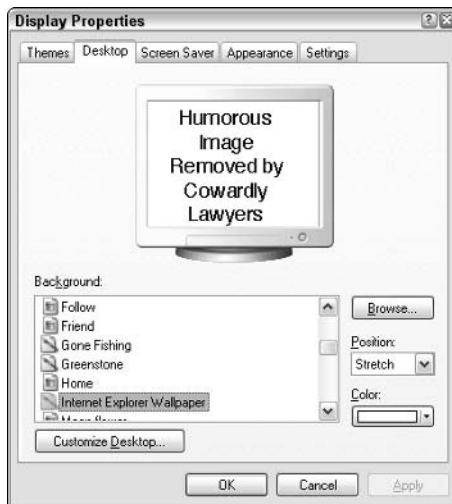 Display Properties
Themes Desktop Screen Saver Appearance Settings
Humorous
Image
Removed by
Cowardly
Lawyers
Background:
Follow
Friend
Gone Fishing
Greenstone
Home
Internet Explorer Wallpaper
Browse...
Position:
Stretch
Color:
Customize Desktop...
OK Cancel Apply